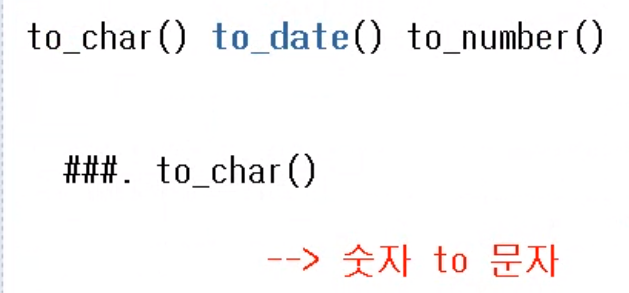 to_char() to_date() to_number()
###. to_char()
--> 숫자 to 문자